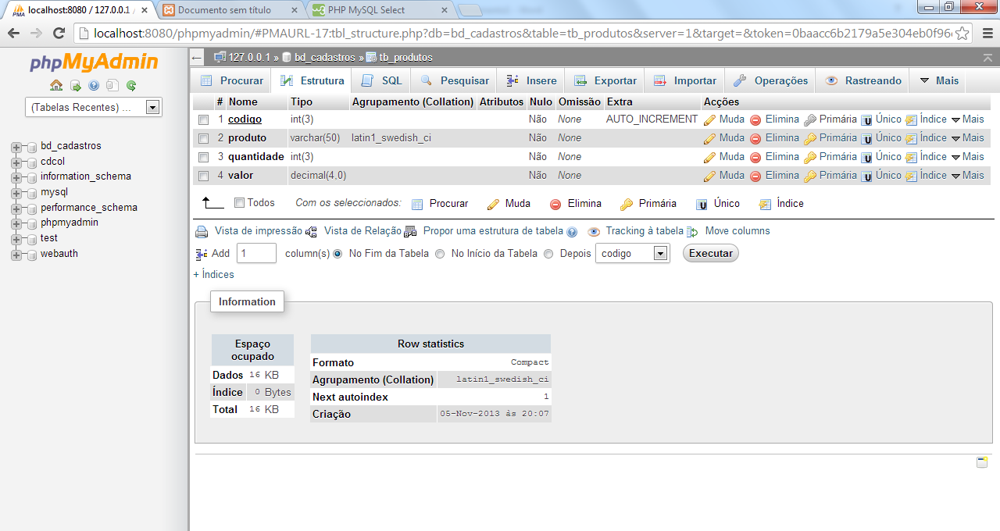 localhost:8080 / 127.0.0.1
Documento sem título
PHP MySQL Select
localhost:8080/phpmyadmin/#PMAURL-17:tbl_structure.php?db=bd_cadastros&table=tb_produtos&server=1&target=&token=0baacc6b2179a5e304eb0f96
phpMyAdmin
(Tabelas Recentes) ...
bd_cadastros
cdcol
information_schema
mysql
performance_schema
phpmyadmin
test
webauth
127.0.0.1 » bd_cadastros » tb_produtos
Procurar Estrutura SQL Pesquisar Insere Exportar Importar Operações Rastreando Mais
# Nome Tipo Agrupamento (Collation) Atributos Nulo Omissão Extra Acções
1 codigo int(3) Não None AUTO_INCREMENT Muda Elimina Primária Único Índice Mais
2 produto varchar(50) latin1_swedish_ci Não None Muda Elimina Primária Único Índice Mais
3 quantidade int(3) Não None Muda Elimina Primária Único Índice Mais
4 valor decimal(4,0) Não None Muda Elimina Primária Único Índice Mais
Todos Com os seleccionados: Procurar Muda Elimina Primária Único Índice
Vista de impressão Vista de Relação Propor uma estrutura de tabela Tracking à tabela Move columns
Add 1 column(s) No Fim da Tabela No Início da Tabela Depois codigo Executar
+ Índices
Information
Espaço ocupado
Dados 16 KB
Índice 0 Bytes
Total 16 KB
Row statistics
Formato Compact
Agrupamento (Collation) latin1_swedish_ci
Next autoindex 1
Criação 05-Nov-2013 às 20:07